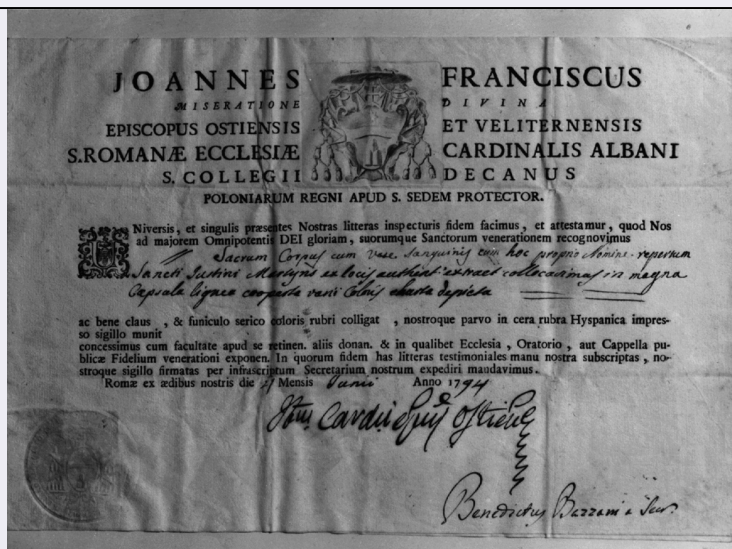 JOANNES FRANCISCUS
MISERATIONE DIVINA
EPISCOPUS OSTIENSIS ET VELITERNENSIS
S.ROMANÆ ECCLESIÆ CARDINALIS ALBANI
S. COLLEGII DECANUS
POLONIARUM REGNI APUD S. SEDEM PROTECTOR.
UNiversis, et singulis præsentes Nostras litteras inspecturis fidem facimus, et attestamur, quod Nos
ad majorem Omnipotentis DEI gloriam, suorumque Sanctorum venerationem recognovimus
Sacrum Corpus cum vase Sanguinis cum hoc proprio Nomine repertum
Sancti Justini Martyris ex locis authent: extract collocavimus in magna
Capsula lignea cooperta varii Coloris charta depicta
ac bene claus , & funiculo serico coloris rubri colligat , nostroque parvo in cera rubra Hyspanica impres-
so sigillo munit
concessimus cum facultate apud se retinen. aliis donan. & in qualibet Ecclesia, Oratorio, aut Cappella pu-
blicæ Fidelium venerationi exponen. In quorum fidem has litteras testimoniales manu nostra subscriptas, no-
stroque sigillo firmatas per infrascriptum Secretarium nostrum expediri mandavimus.
Romæ ex ædibus nostris die Mensis Junii Anno 1794
Card Ostien
Benedictus